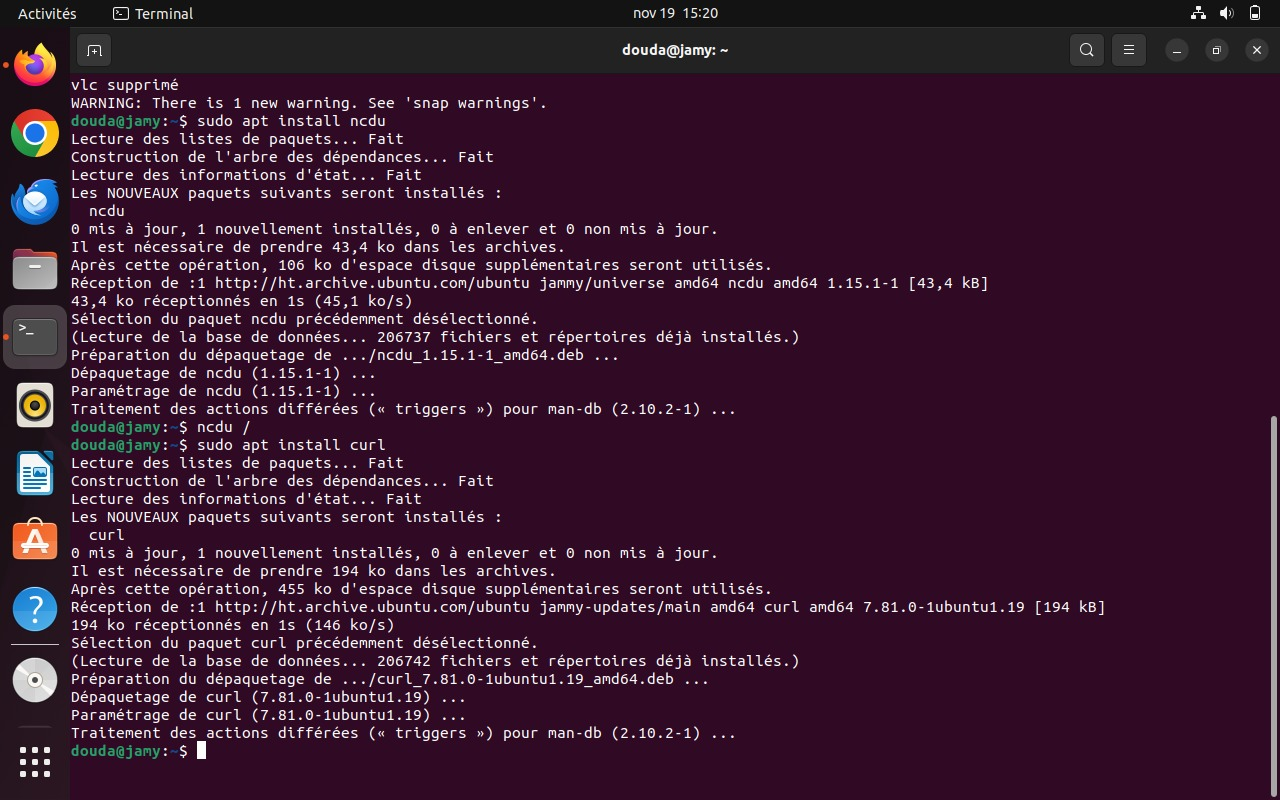 Activités
Terminal
nov 19 15:20
douda@jamy: ~
vlc supprimé
WARNING: There is 1 new warning. See 'snap warnings'.
douda@jamy:~$ sudo apt install ncdu
Lecture des listes de paquets... Fait
Construction de l'arbre des dépendances... Fait
Lecture des informations d'état... Fait
Les NOUVEAUX paquets suivants seront installés :
  ncdu
0 mis à jour, 1 nouvellement installés, 0 à enlever et 0 non mis à jour.
Il est nécessaire de prendre 43,4 ko dans les archives.
Après cette opération, 106 ko d'espace disque supplémentaires seront utilisés.
Réception de :1 http://ht.archive.ubuntu.com/ubuntu jammy/universe amd64 ncdu amd64 1.15.1-1 [43,4 kB]
43,4 ko réceptionnés en 1s (45,1 ko/s)
Sélection du paquet ncdu précédemment désélectionné.
(Lecture de la base de données... 206737 fichiers et répertoires déjà installés.)
Préparation du dépaquetage de .../ncdu_1.15.1-1_amd64.deb ...
Dépaquetage de ncdu (1.15.1-1) ...
Paramétrage de ncdu (1.15.1-1) ...
Traitement des actions différées (« triggers ») pour man-db (2.10.2-1) ...
douda@jamy:~$ ncdu /
douda@jamy:~$ sudo apt install curl
Lecture des listes de paquets... Fait
Construction de l'arbre des dépendances... Fait
Lecture des informations d'état... Fait
Les NOUVEAUX paquets suivants seront installés :
  curl
0 mis à jour, 1 nouvellement installés, 0 à enlever et 0 non mis à jour.
Il est nécessaire de prendre 194 ko dans les archives.
Après cette opération, 455 ko d'espace disque supplémentaires seront utilisés.
Réception de :1 http://ht.archive.ubuntu.com/ubuntu jammy-updates/main amd64 curl amd64 7.81.0-1ubuntu1.19 [194 kB]
194 ko réceptionnés en 1s (146 ko/s)
Sélection du paquet curl précédemment désélectionné.
(Lecture de la base de données... 206742 fichiers et répertoires déjà installés.)
Préparation du dépaquetage de .../curl_7.81.0-1ubuntu1.19_amd64.deb ...
Dépaquetage de curl (7.81.0-1ubuntu1.19) ...
Paramétrage de curl (7.81.0-1ubuntu1.19) ...
Traitement des actions différées (« triggers ») pour man-db (2.10.2-1) ...
douda@jamy:~$